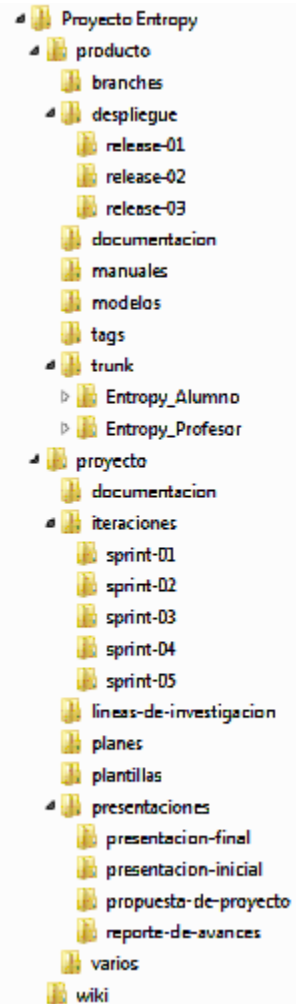 Proyecto Entropy
producto
branches
despliegue
release-01
release-02
release-03
documentacion
manuales
modelos
tags
trunk
Entropy_Alumno
Entropy_Profesor
proyecto
documentacion
iteraciones
sprint-01
sprint-02
sprint-03
sprint-04
sprint-05
lineas-de-investigacion
planes
plantillas
presentaciones
presentacion-final
presentacion-inicial
propuesta-de-proyecto
reporte-de-avances
varios
wiki